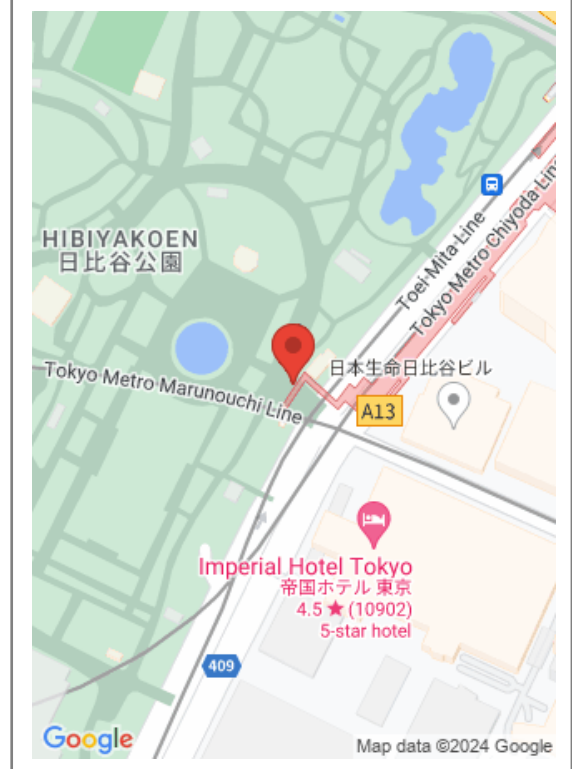 Toei Mita Line
Tokyo Metro Chiyoda Line
HIBIYAKOEN
日比谷公園
Tokyo Metro Marunouchi Line
日本生命日比谷ビル
A13
Imperial Hotel Tokyo
帝国ホテル 東京
4.5★(10902)
5-star hotel
409
Google
Map data ©2024 Google